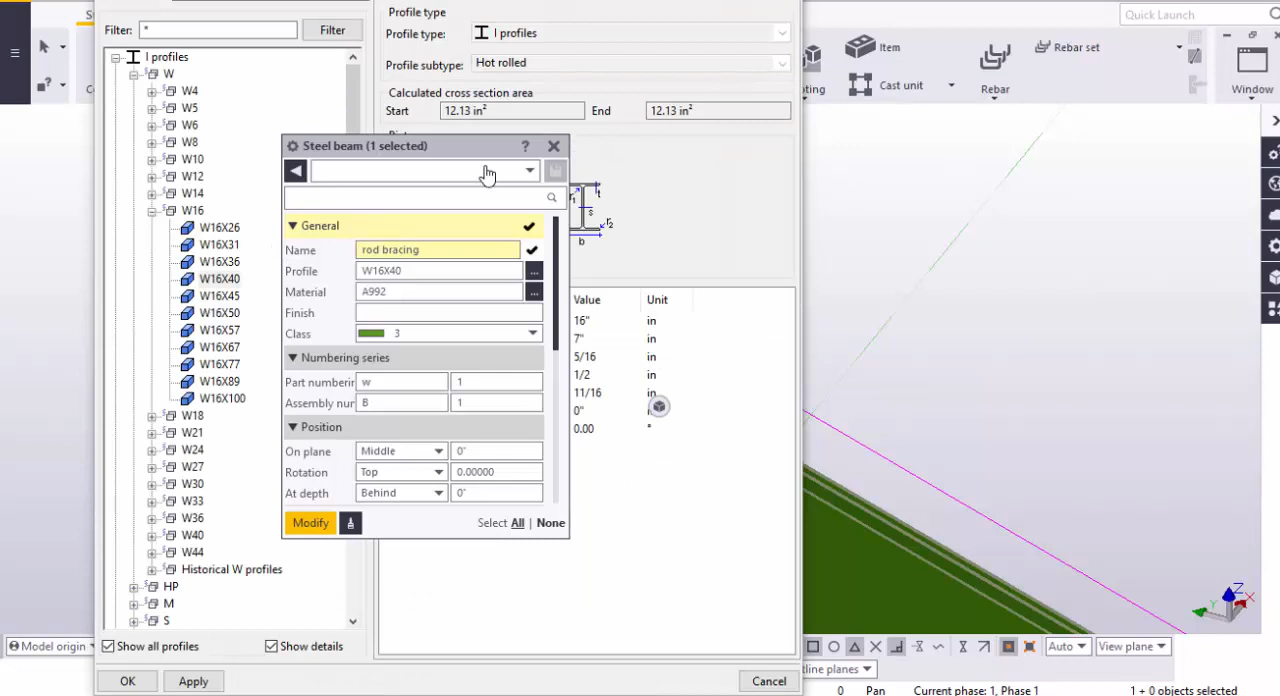 Filter: *
Filter
I profiles
W
W4
W5
W6
W8
W10
W12
W14
W16
W16X26
W16X31
W16X36
W16X40
W16X45
W16X50
W16X57
W16X67
W16X77
W16X89
W16X100
W18
W21
W24
W27
W30
W33
W36
W40
W44
Historical W profiles
HP
M
S
Show all profiles
Show details
OK
Apply
Cancel
Profile type
Profile type: I profiles
Profile subtype: Hot rolled
Calculated cross section area
Start 12.13 in² End 12.13 in²
r1 t
s
r2
b
Value Unit
16" in
7" in
5/16 in
1/2 in
11/16 in
0"
0.00 °
Steel beam (1 selected)
?
General
Name rod bracing
Profile W16X40 ...
Material A992 ...
Finish
Class 3
Numbering series
Part numberin w 1
Assembly nur B 1
Position
On plane Middle 0"
Rotation Top 0.00000
At depth Behind 0"
Modify
Select All | None
Quick Launch
Item
Rebar set
Cast unit
Rebar
Window
Model origin
Z
Y
X
Auto
View plane
tline planes
0 Pan Current phase: 1, Phase 1 1 + 0 objects selected